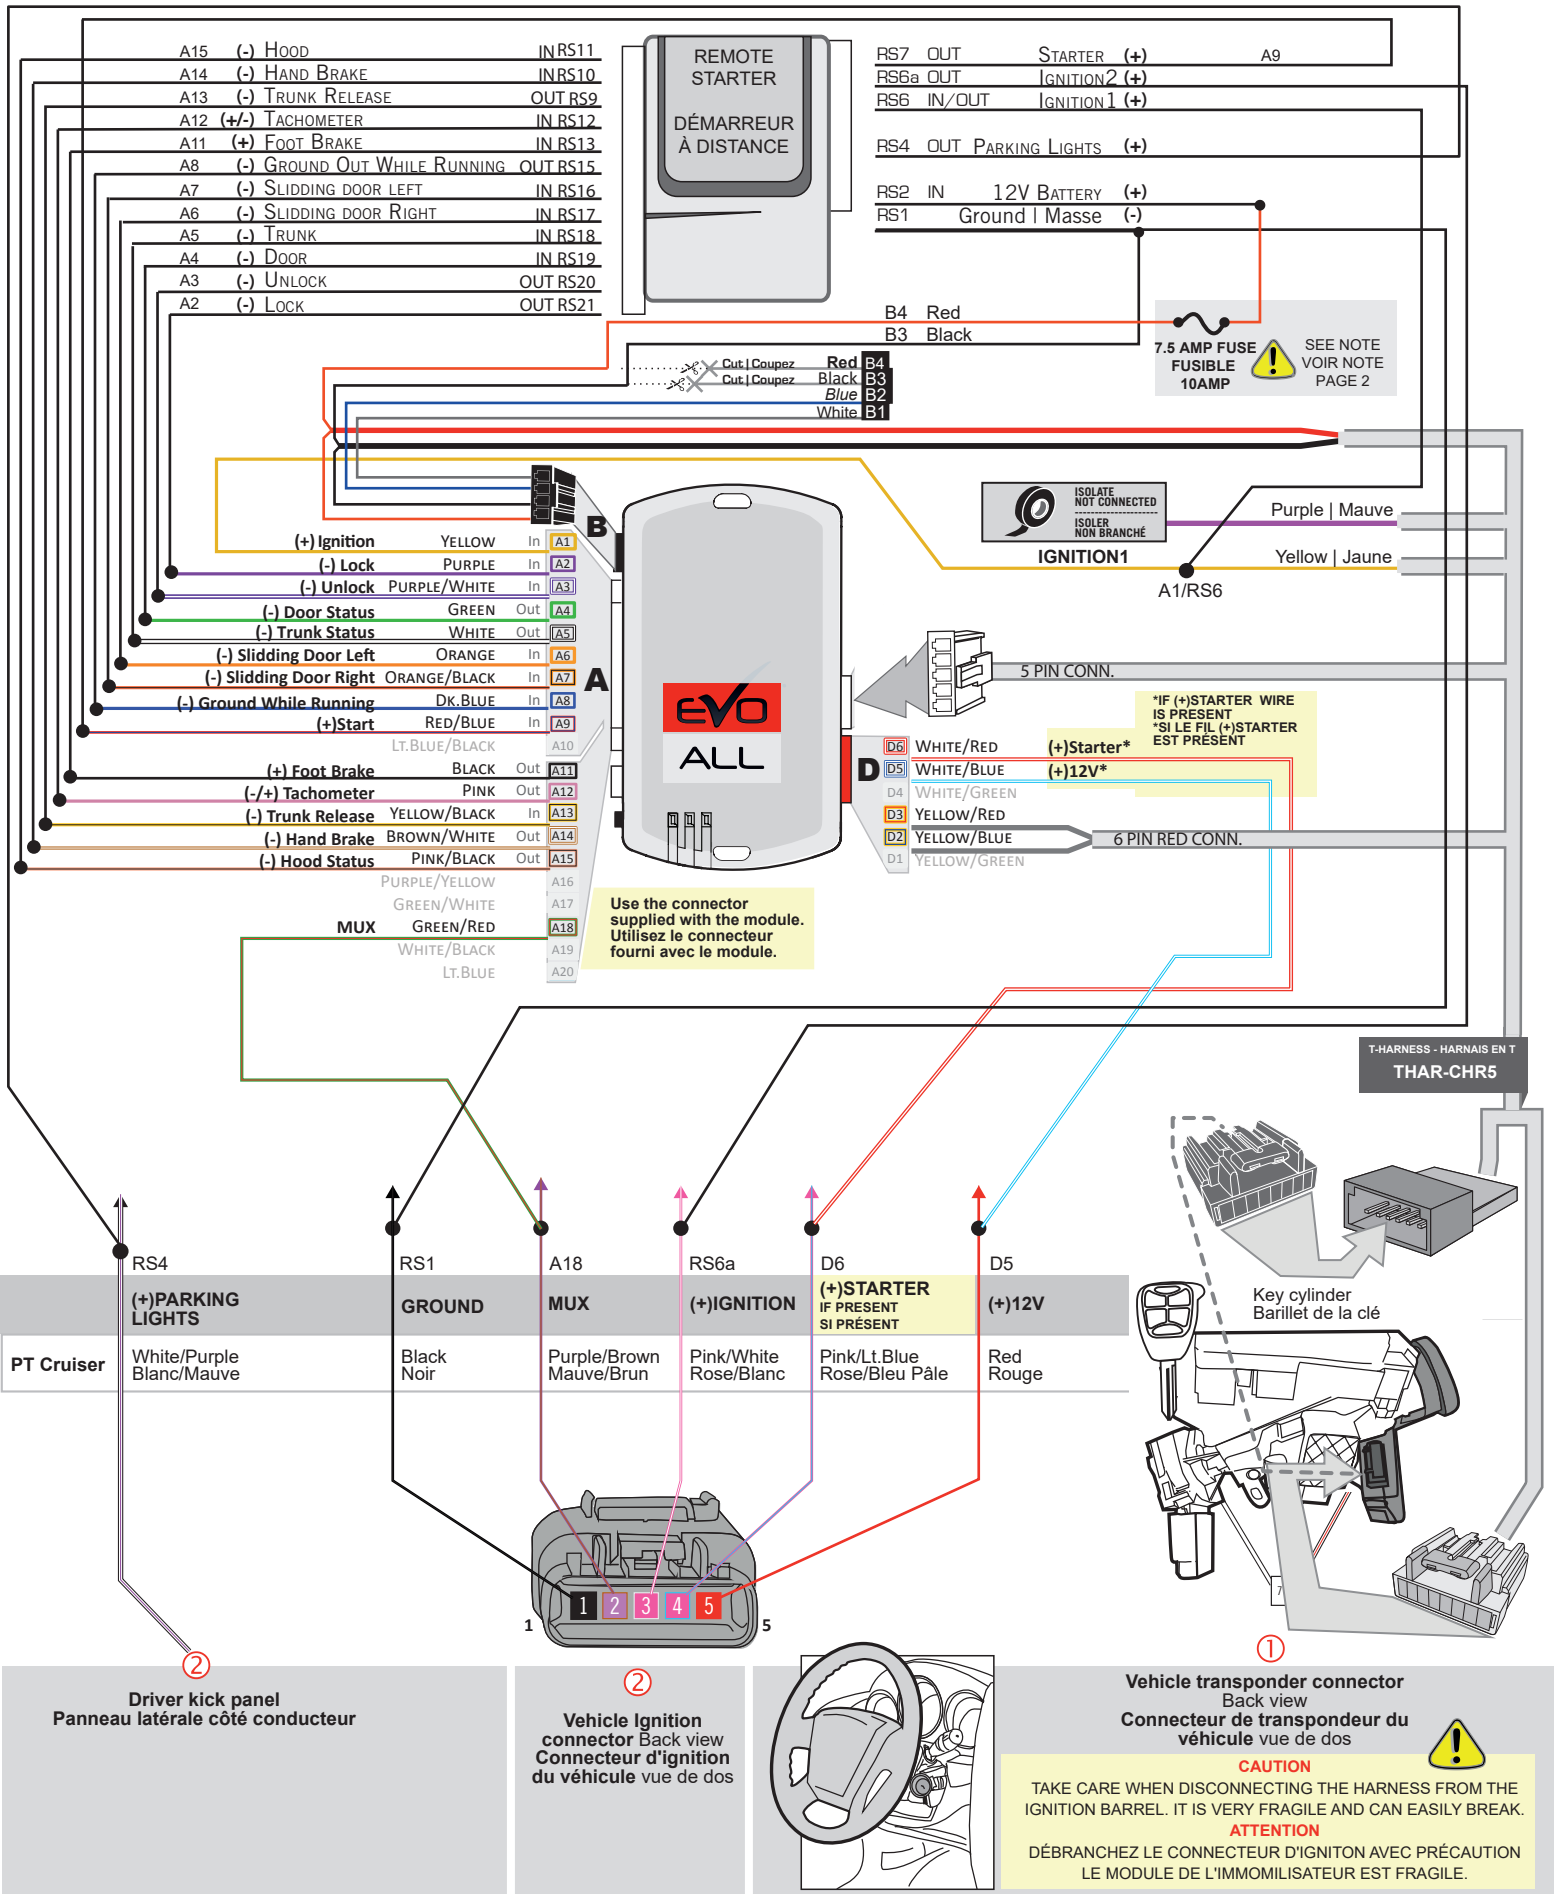 A15 (-) HOOD IN RS11
A14 (-) HAND BRAKE IN RS10
A13 (-) TRUNK RELEASE OUT RS9
A12 (+/-) TACHOMETER IN RS12
A11 (+) FOOT BRAKE IN RS13
A8 (-) GROUND OUT WHILE RUNNING OUT RS15
A7 (-) SLIDDING DOOR LEFT IN RS16
A6 (-) SLIDDING DOOR RIGHT IN RS17
A5 (-) TRUNK IN RS18
A4 (-) DOOR IN RS19
A3 (-) UNLOCK OUT RS20
A2 (-) LOCK OUT RS21
REMOTE
STARTER
DÉMARREUR
À DISTANCE
RS7 OUT STARTER (+) A9
RS6a OUT IGNITION2 (+)
RS6 IN/OUT IGNITION1 (+)
RS4 OUT PARKING LIGHTS (+)
RS2 IN 12V BATTERY (+)
RS1 Ground | Masse (-)
B4 Red
B3 Black
7.5 AMP FUSE
FUSIBLE
10AMP
SEE NOTE
VOIR NOTE
PAGE 2
Cut | Coupez Red B4
Cut | Coupez Black B3
Blue B2
White B1
ISOLATE
NOT CONNECTED
ISOLER
NON BRANCHÉ
Purple | Mauve
IGNITION1
Yellow | Jaune
A1/RS6
B
A
(+) Ignition YELLOW In A1
(-) Lock PURPLE In A2
(-) Unlock PURPLE/WHITE In A3
(-) Door Status GREEN Out A4
(-) Trunk Status WHITE Out A5
(-) Slidding Door Left ORANGE In A6
(-) Slidding Door Right ORANGE/BLACK In A7
(-) Ground While Running DK.BLUE In A8
(+)Start RED/BLUE In A9
LT.BLUE/BLACK A10
(+) Foot Brake BLACK Out A11
(-/+) Tachometer PINK Out A12
(-) Trunk Release YELLOW/BLACK In A13
(-) Hand Brake BROWN/WHITE Out A14
(-) Hood Status PINK/BLACK Out A15
PURPLE/YELLOW A16
GREEN/WHITE A17
MUX GREEN/RED A18
WHITE/BLACK A19
LT.BLUE A20
EVO
ALL
5 PIN CONN.
*IF (+)STARTER WIRE
IS PRESENT
*SI LE FIL (+)STARTER
EST PRÉSENT
D
D6 WHITE/RED (+)Starter*
D5 WHITE/BLUE (+)12V*
D4 WHITE/GREEN
D3 YELLOW/RED
D2 YELLOW/BLUE
D1 YELLOW/GREEN
6 PIN RED CONN.
Use the connector
supplied with the module.
Utilisez le connecteur
fourni avec le module.
T-HARNESS - HARNAIS EN T
THAR-CHR5
Key cylinder
Barillet de la clé
7
RS4 RS1 A18 RS6a D6 D5
(+)PARKING
LIGHTS
GROUND
MUX
(+)IGNITION
(+)STARTER
IF PRESENT
SI PRÉSENT
(+)12V
PT Cruiser
White/Purple
Blanc/Mauve
Black
Noir
Purple/Brown
Mauve/Brun
Pink/White
Rose/Blanc
Pink/Lt.Blue
Rose/Bleu Pâle
Red
Rouge
1 2 3 4 5
1 5
2
Driver kick panel
Panneau latérale côté conducteur
2
Vehicle Ignition
connector Back view
Connecteur d'ignition
du véhicule vue de dos
1
Vehicle transponder connector
Back view
Connecteur de transpondeur du
véhicule vue de dos
CAUTION
TAKE CARE WHEN DISCONNECTING THE HARNESS FROM THE
IGNITION BARREL. IT IS VERY FRAGILE AND CAN EASILY BREAK.
ATTENTION
DÉBRANCHEZ LE CONNECTEUR D'IGNITON AVEC PRÉCAUTION
LE MODULE DE L'IMMOMILISATEUR EST FRAGILE.